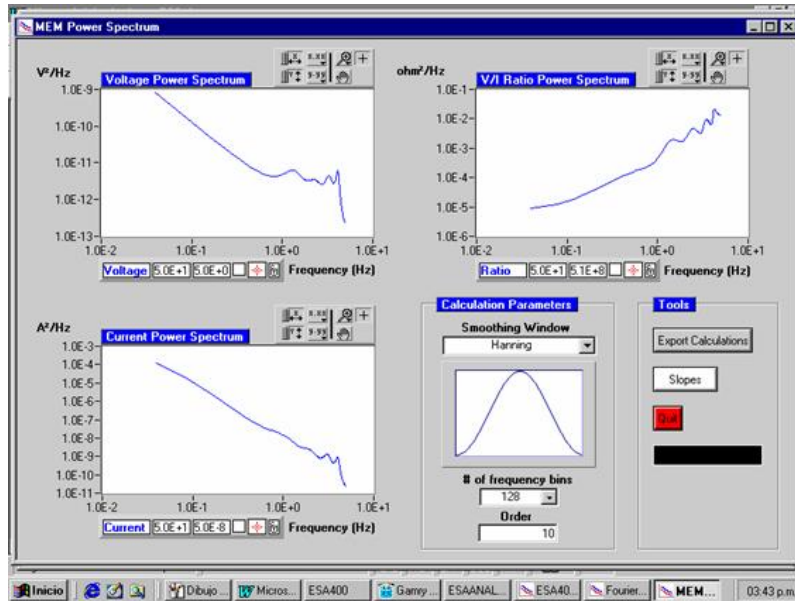 MEM Power Spectrum
V²/Hz
Voltage Power Spectrum
1.0E-9
1.0E-10
1.0E-11
1.0E-12
1.0E-13
1.0E-2 1.0E-1 1.0E+0 1.0E+1
Voltage 5.0E+1 5.0E+0 Frequency (Hz)
ohm²/Hz
V/I Ratio Power Spectrum
1.0E-1
1.0E-2
1.0E-3
1.0E-4
1.0E-5
1.0E-6
1.0E-2 1.0E-1 1.0E+0 1.0E+1
Ratio 5.0E+1 5.1E+8 Frequency (Hz)
A²/Hz
Current Power Spectrum
1.0E-3
1.0E-4
1.0E-5
1.0E-6
1.0E-7
1.0E-8
1.0E-9
1.0E-10
1.0E-11
1.0E-2 1.0E-1 1.0E+0 1.0E+1
Current 5.0E+1 5.0E-8 Frequency (Hz)
Calculation Parameters
Smoothing Window
Hanning
# of frequency bins
128
Order
10
Tools
Export Calculations
Slopes
Quit
Inicio Dibujo ... Micros... ESA400 Gamry ... ESAANAL... ESA40... Fourier... MEM... 03:43 p.m.